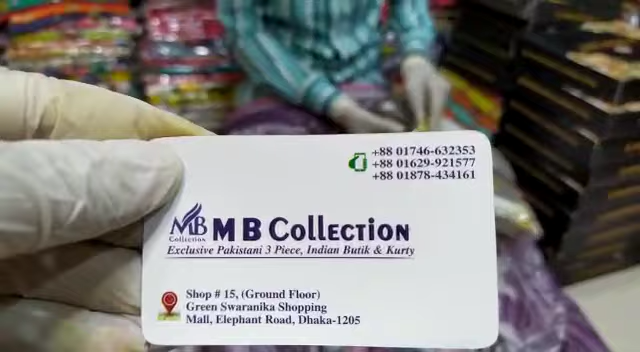 +88 01746-632353
+88 01629-921577
+88 01878-434161
MB
Collection
M B Collection
Exclusive Pakistani 3 Piece, Indian Butik & Kurty
Shop # 15, (Ground Floor)
Green Swaranika Shopping
Mall, Elephant Road, Dhaka-1205